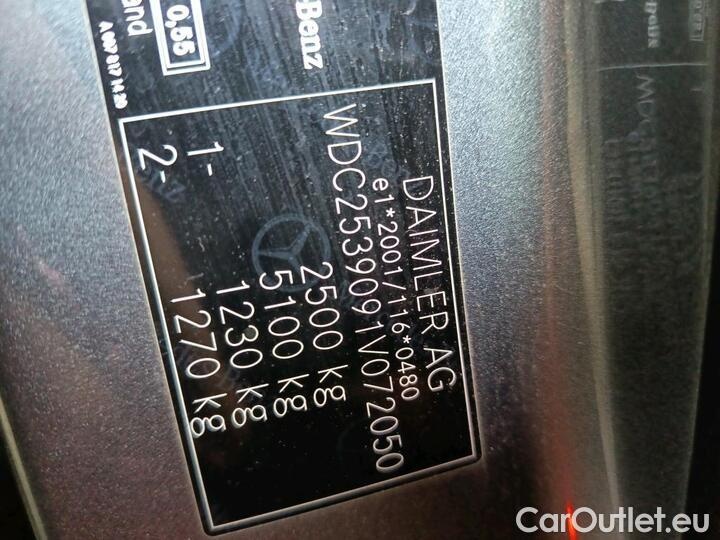 DAIMLER AG
e1*2001/116*0480
WDC2539091V072050
2500 kg
5100 kg
1- 1230 kg
2- 1270 kg
Benz
0,55
and
CarOutlet.eu